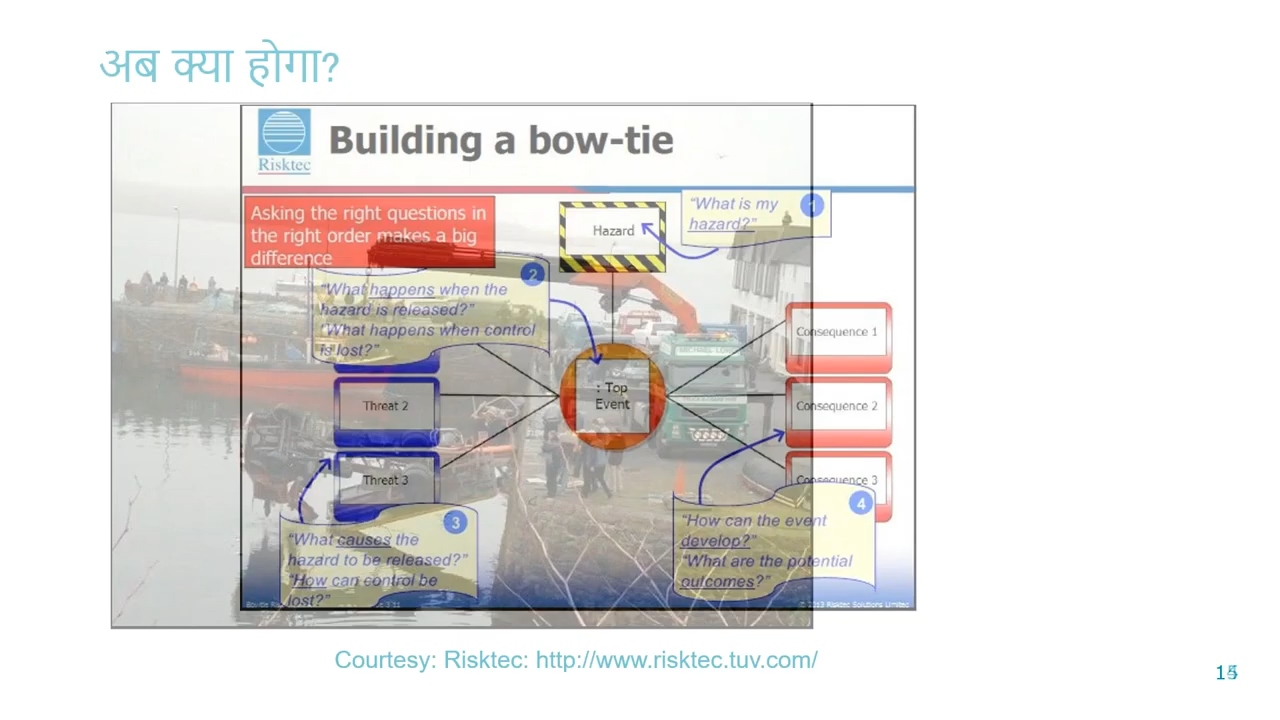 अब क्या होगा?
Risktec
Building a bow-tie
Asking the right questions in
the right order makes a big
difference
Hazard
"What is my
hazard?"
1
2
"What happens when the
hazard is released?"
"What happens when control
is lost?"
: Top
Event
Threat 2
Threat 3
Consequence 1
Consequence 2
Consequence 3
3
"What causes the
hazard to be released?"
"How can control be
lost?"
4
"How can the event
develop?"
"What are the potential
outcomes?"
© 2013 Risktec Solutions Limited
Courtesy: Risktec: http://www.risktec.tuv.com/